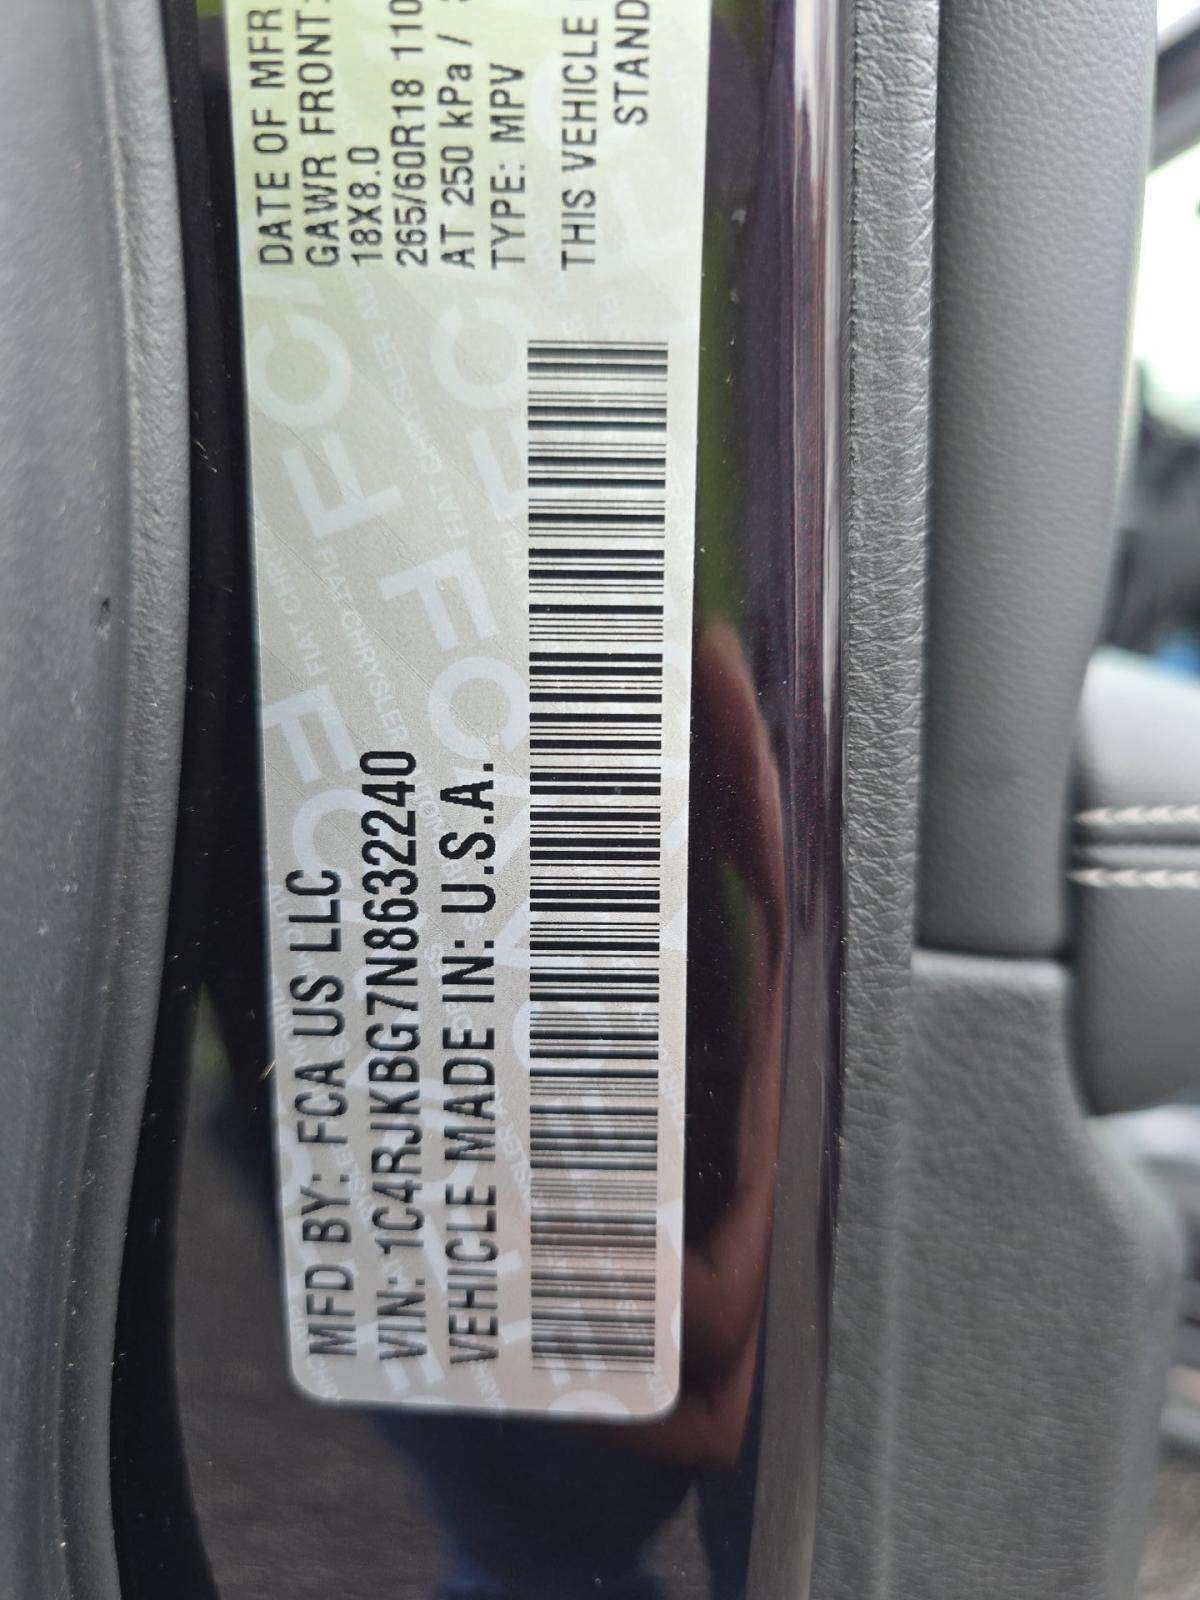 MFD BY: FCA US LLC
VIN: 1C4RJKBG7N8632240
VEHICLE MADE IN: U.S.A.
DATE OF MFR
GAWR FRONT:
18X8.0
265/60R18 110
AT 250 kPa /
TYPE: MPV
THIS VEHICLE
STAND